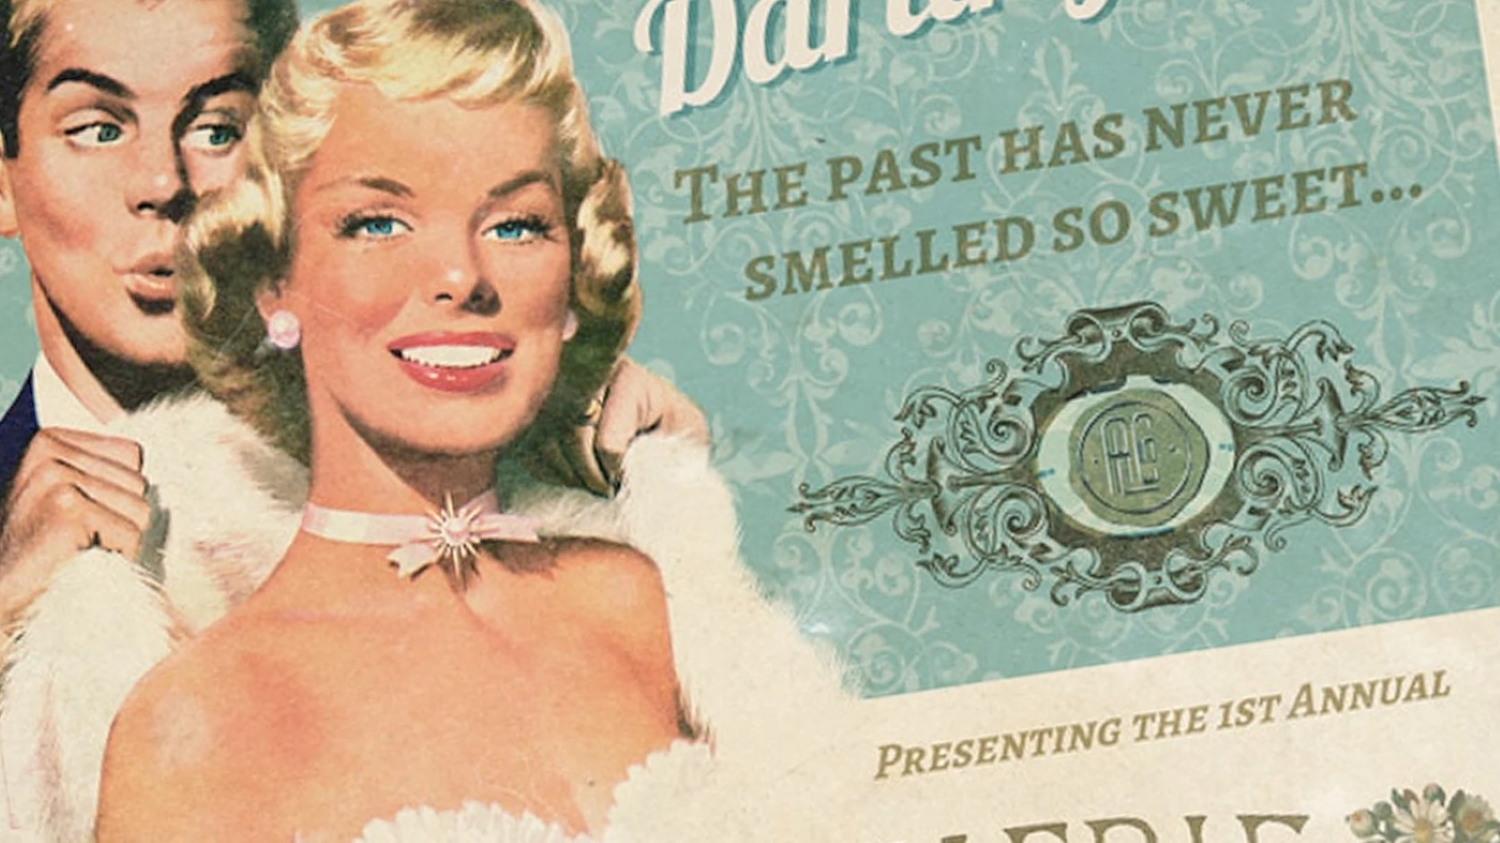 THE PAST HAS NEVER
SMELLED SO SWEET...
PRESENTING THE 1ST ANNUAL